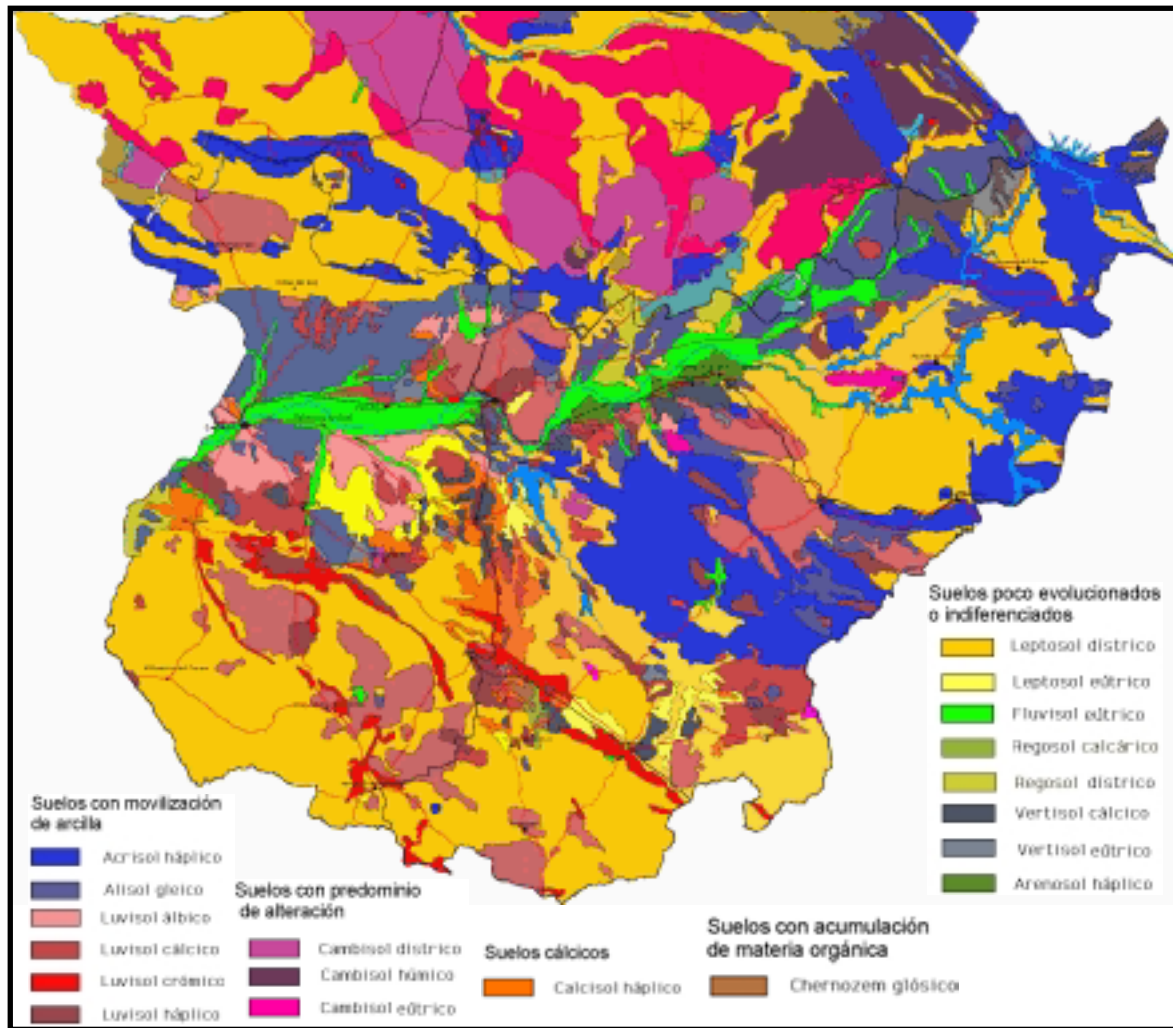 Suelos poco evolucionados
o indiferenciados
Leptosol dístrico
Leptosol eútrico
Fluvisol eútrico
Regosol calcárico
Regosol dístrico
Vertisol cálcico
Vertisol eútrico
Arenosol háplico
Suelos con movilización
de arcilla
Acrisol háplico
Alisol gleico
Luvisol álbico
Luvisol cálcico
Luvisol crómico
Luvisol háplico
Suelos con predominio
de alteración
Cambisol dístrico
Cambisol húmico
Cambisol eútrico
Suelos cálcicos
Calcisol háplico
Suelos con acumulación
de materia orgánica
Chernozem glósico